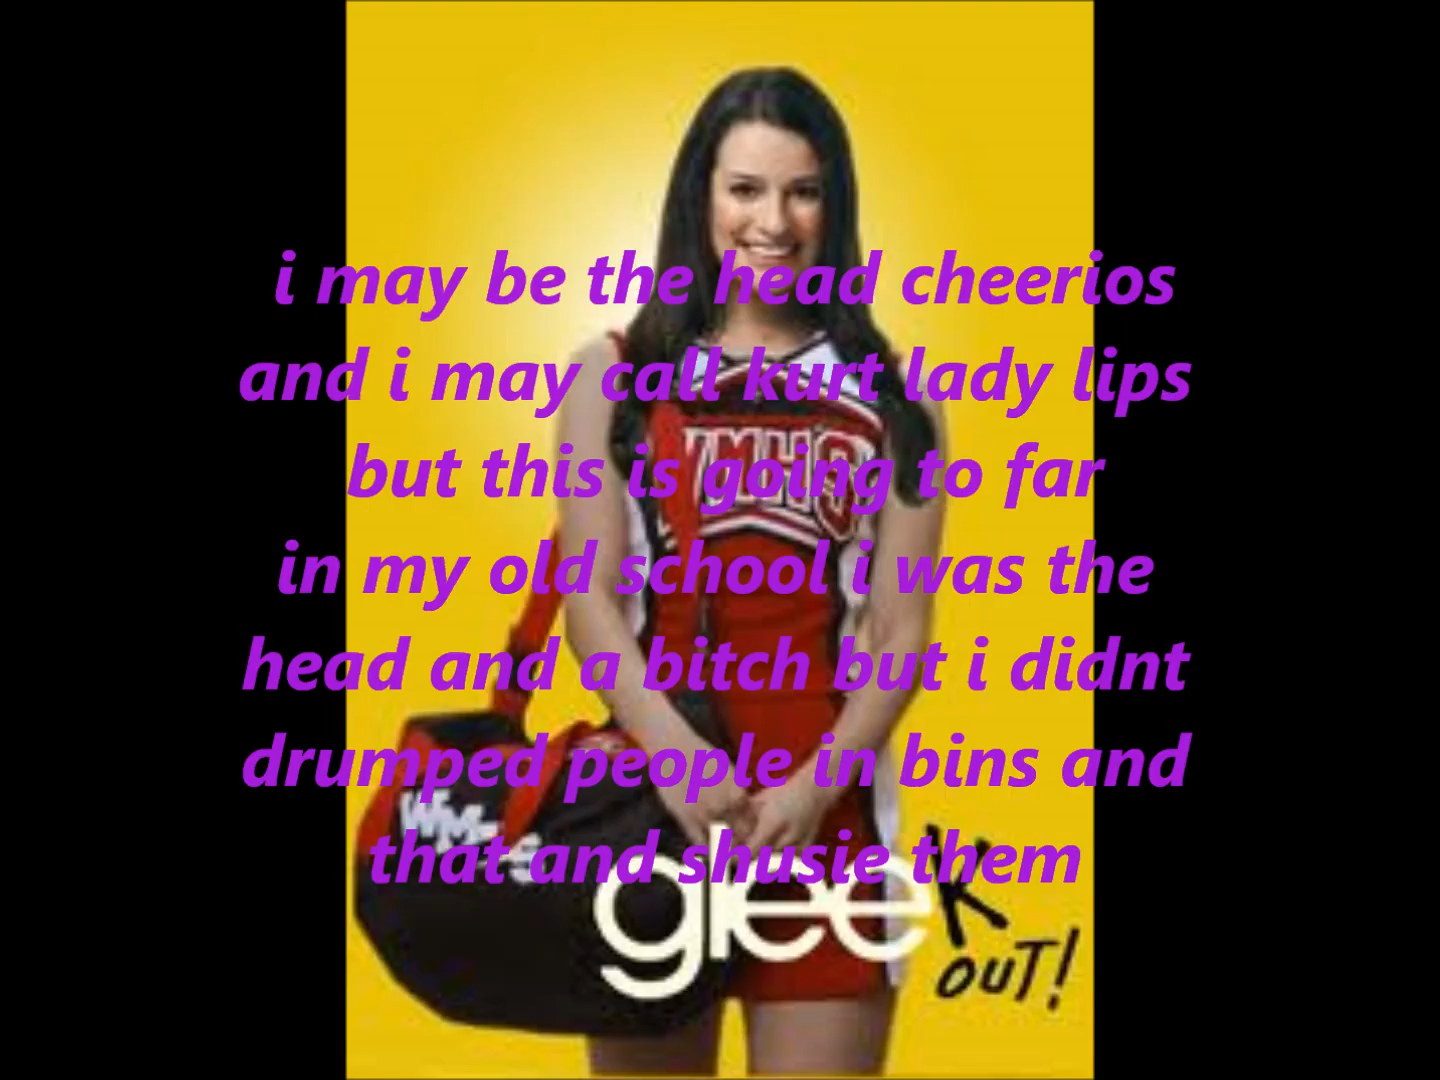 i may be the head cheerios
and i may call kurt lady lips
but this is going to far
in my old school i was the
head and a bitch but i didnt
drumped people in bins and
that and shusie them
WMHS
gleeK
OUT!